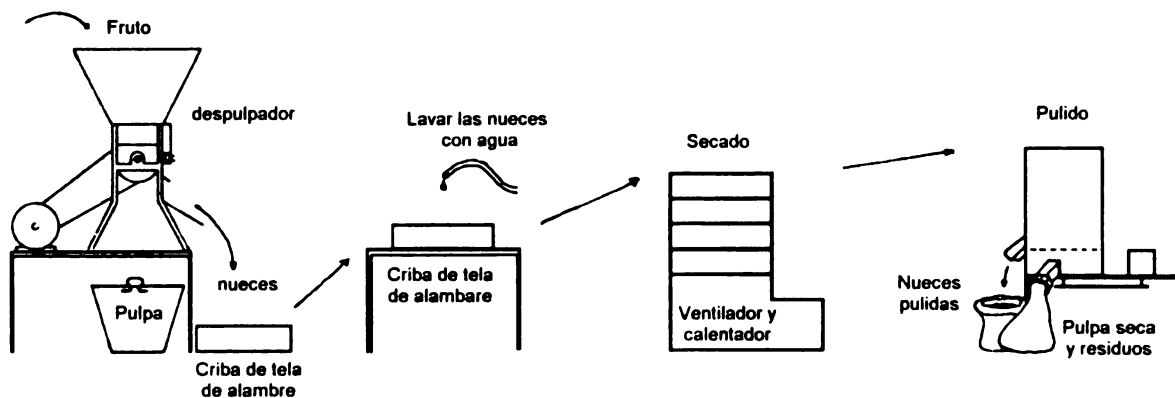 Fruto
despulpador
nueces
Pulpa
Criba de tela
de alambre
Lavar las nueces
con agua
Criba de tela
de alambare
Secado
Ventilador y
calentador
Pulido
Nueces
pulidas
Pulpa seca
y residuos